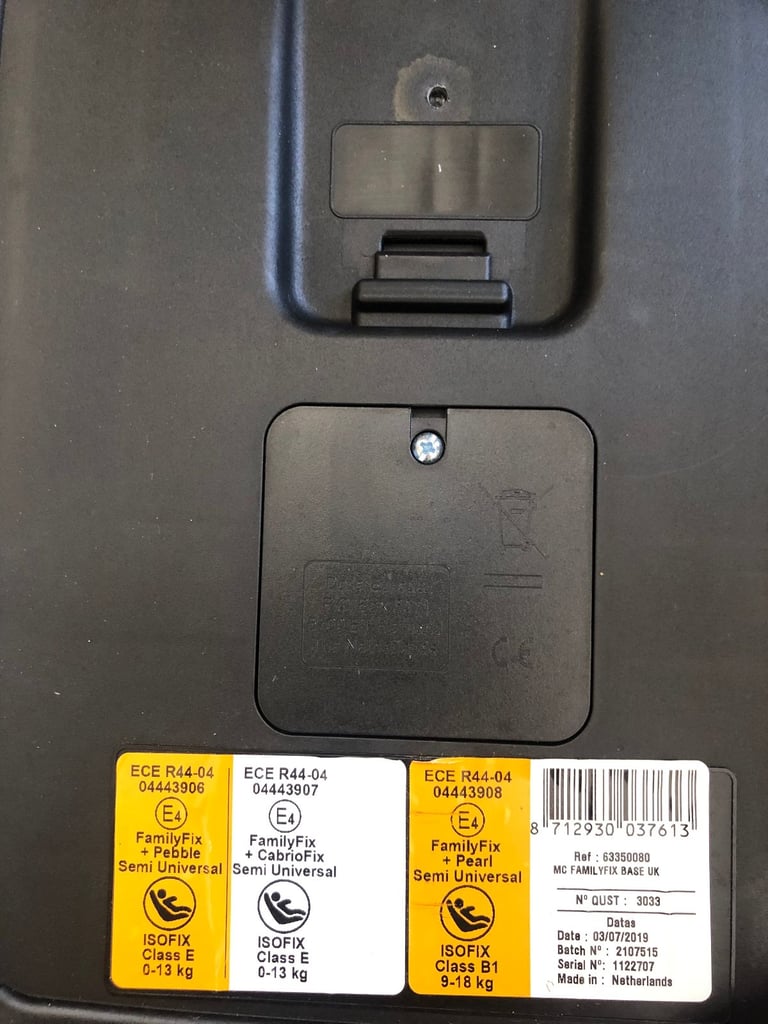 CE
ECE R44-04
04443906
E4
FamilyFix
+ Pebble
Semi Universal
ISOFIX
Class E
0-13 kg
ECE R44-04
04443907
E4
FamilyFix
+ CabrioFix
Semi Universal
ISOFIX
Class E
0-13 kg
ECE R44-04
04443908
E4
FamilyFix
+ Pearl
Semi Universal
ISOFIX
Class B1
9-18 kg
8 712930 037613
Ref : 63350080
MC FAMILYFIX BASE UK
N° QUST : 3033
Datas
Date : 03/07/2019
Batch N° : 2107515
Serial N°: 1122707
Made in : Netherlands